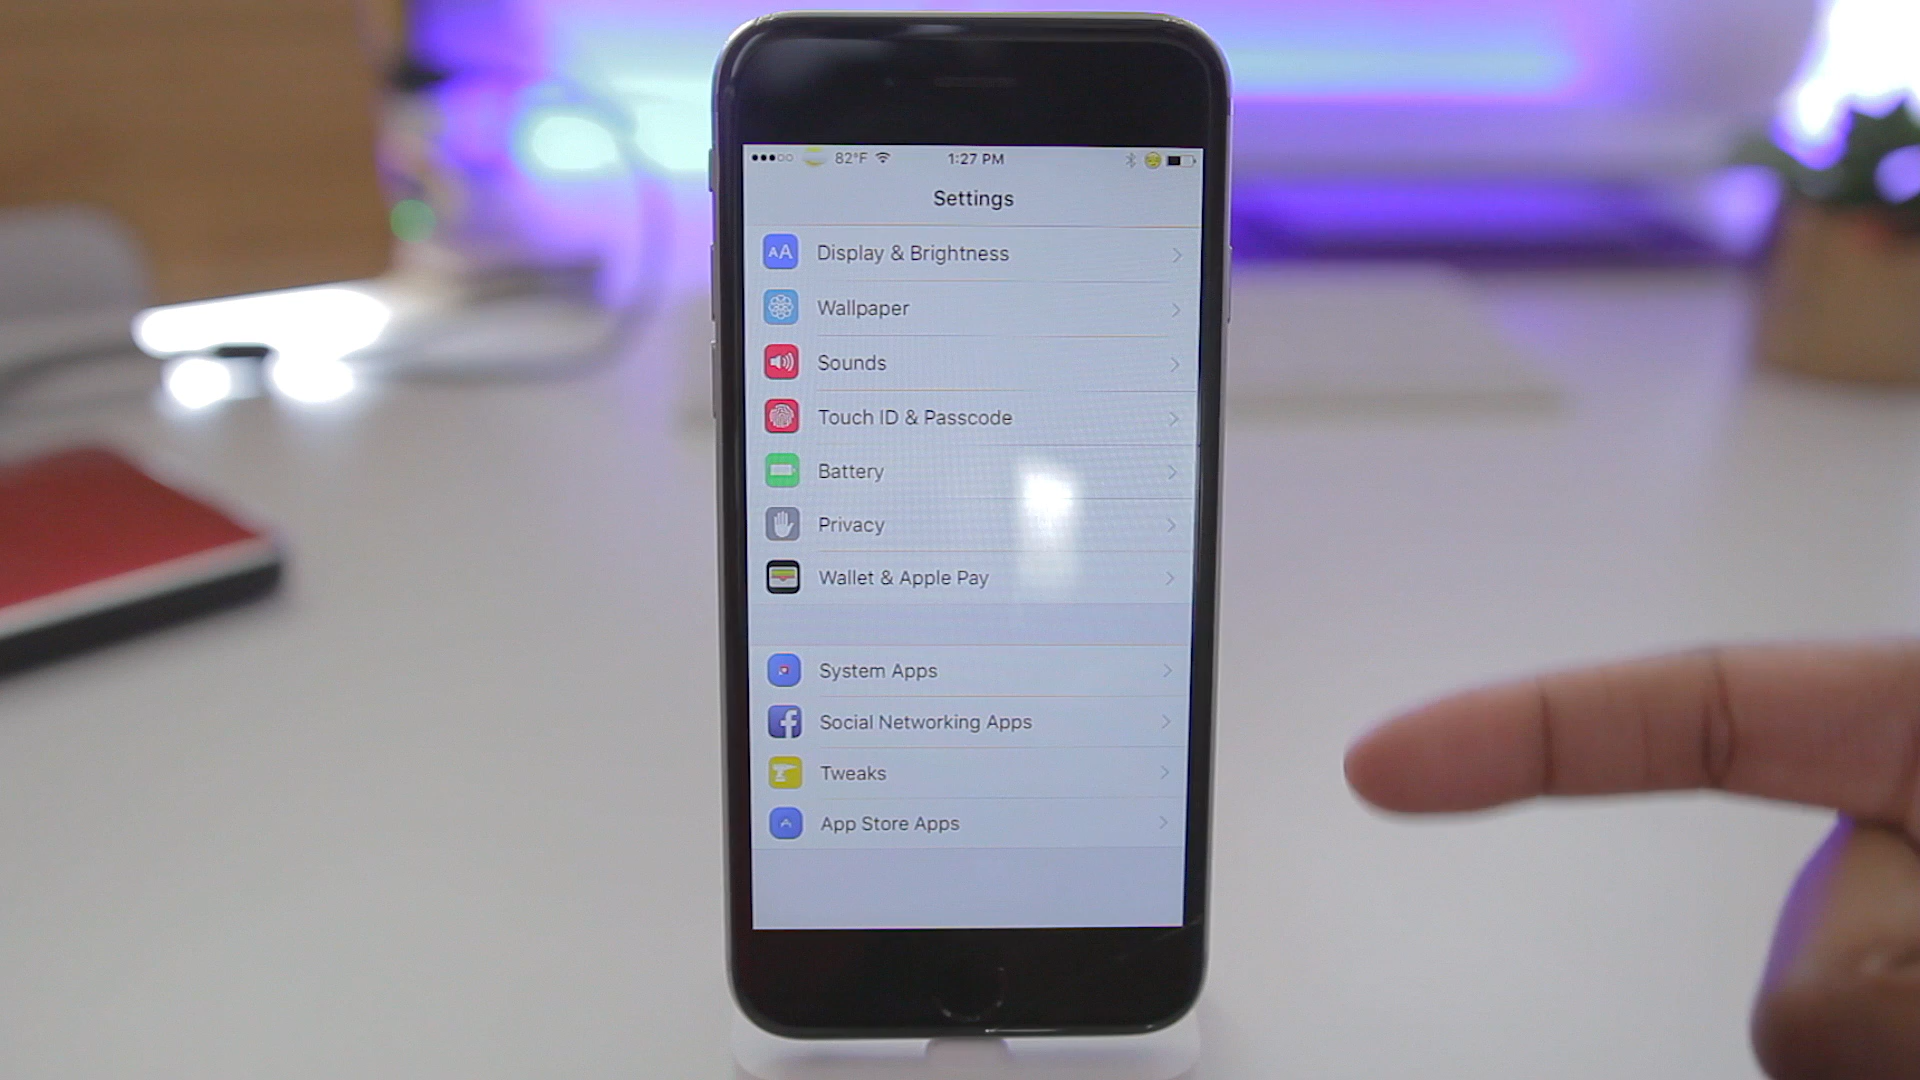 82°F 1:27 PM
Settings
AA Display & Brightness
Wallpaper
Sounds
Touch ID & Passcode
Battery
Privacy
Wallet & Apple Pay
System Apps
f Social Networking Apps
Tweaks
App Store Apps